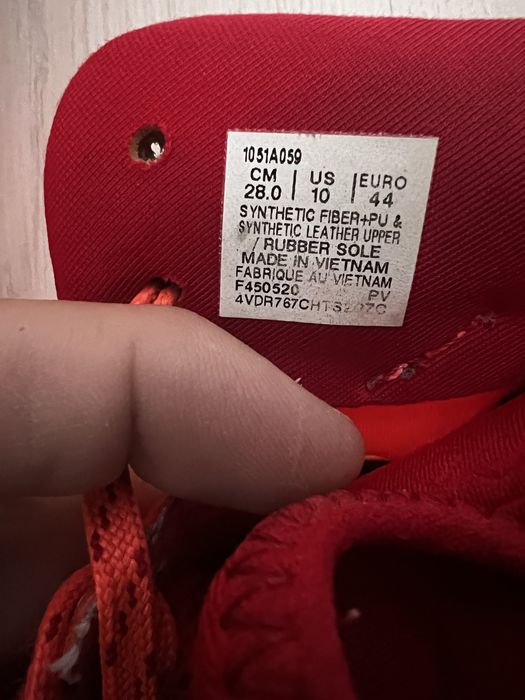 1051A059
CM | US | EURO
28.0 | 10 | 44
SYNTHETIC FIBER+PU &
SYNTHETIC LEATHER UPPER
/ RUBBER SOLE
MADE IN VIETNAM
FABRIQUE AU VIETNAM
F450520 PV